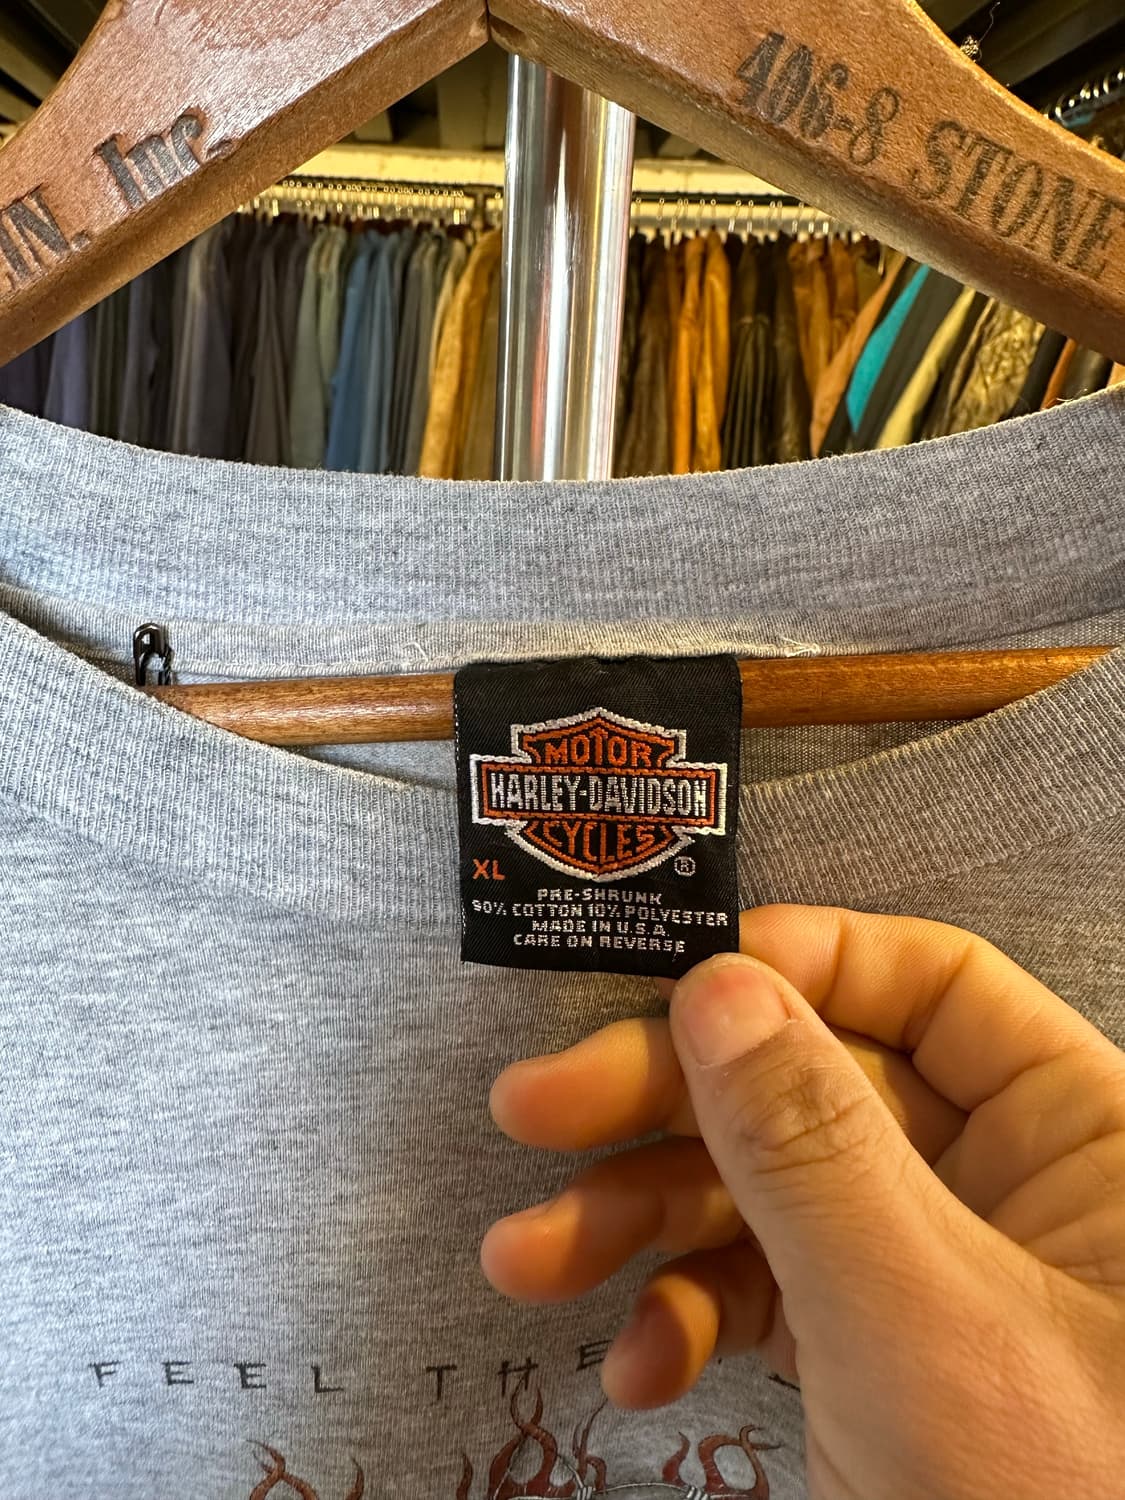 IN. Inc.
406-8 STONE
MOTOR
HARLEY-DAVIDSON
CYCLES
XL ®
PRE-SHRUNK
90% COTTON 10% POLYESTER
MADE IN U.S.A.
CARE ON REVERSE
FEEL THE